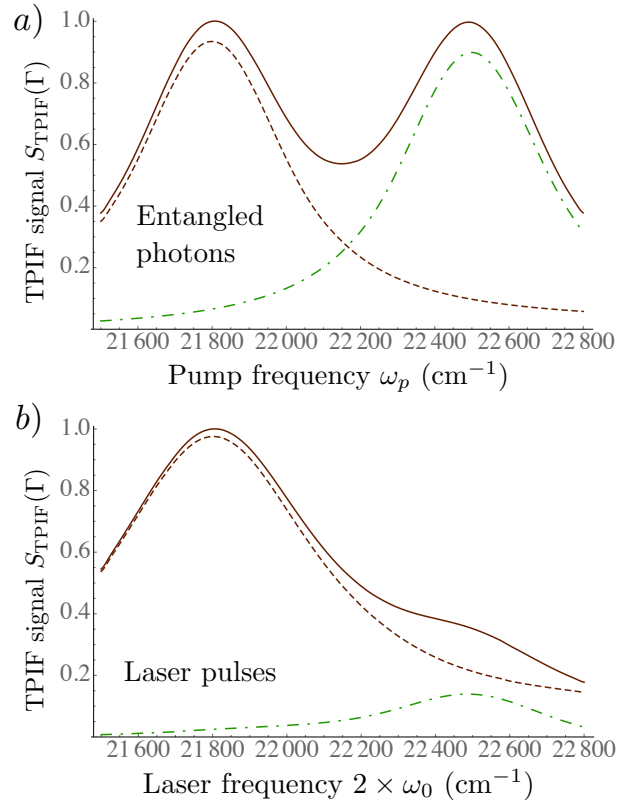 a)
TPIF signal S_TPIF(Γ)
1.0
0.8
0.6
0.4
0.2
Entangled
photons
21 600 21 800 22 000 22 200 22 400 22 600 22 800
Pump frequency ω_p (cm⁻¹)
b)
TPIF signal S_TPIF(Γ)
1.0
0.8
0.6
0.4
0.2
Laser pulses
21 600 21 800 22 000 22 200 22 400 22 600 22 800
Laser frequency 2 × ω₀ (cm⁻¹)